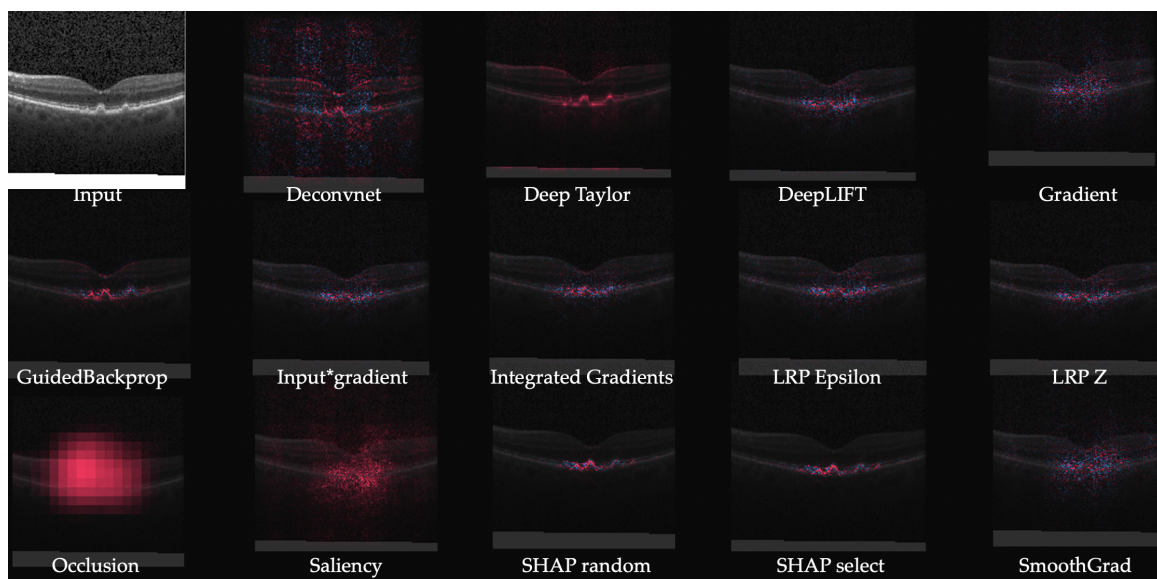 Input
Deconvnet
Deep Taylor
DeepLIFT
Gradient
GuidedBackprop
Input*gradient
Integrated Gradients
LRP Epsilon
LRP Z
Occlusion
Saliency
SHAP random
SHAP select
SmoothGrad